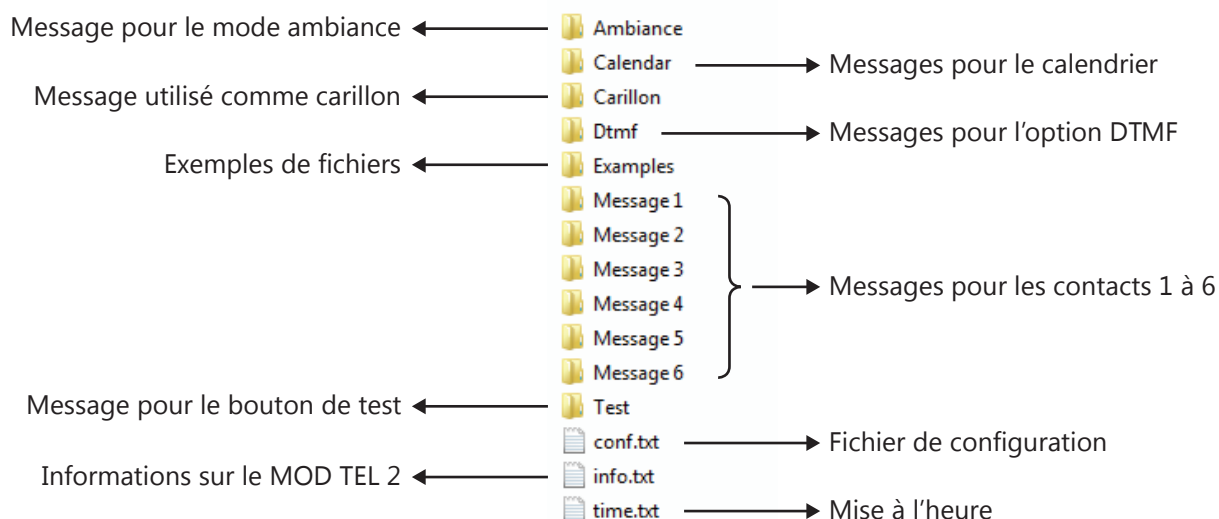 Message pour le mode ambiance Ambiance
Calendar Messages pour le calendrier
Message utilisé comme carillon Carillon
Dtmf Messages pour l'option DTMF
Exemples de fichiers Examples
Message 1
Message 2
Message 3
Messages pour les contacts 1 à 6
Message 4
Message 5
Message 6
Message pour le bouton de test Test
conf.txt Fichier de configuration
Informations sur le MOD TEL 2 info.txt
time.txt Mise à l'heure